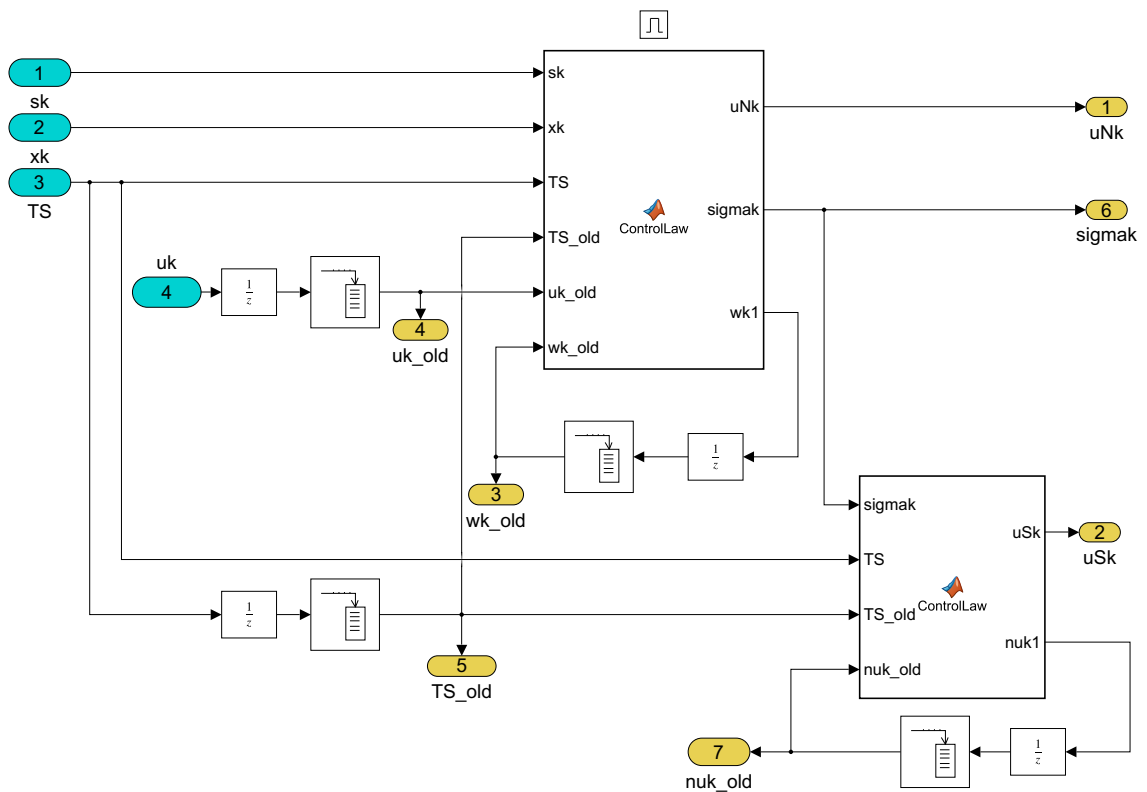 1
sk
2
xk
3
TS
uk
4
1
z
4
uk_old
sk
xk
TS
TS_old
uk_old
wk_old
ControlLaw
uNk
sigmak
wk1
1
uNk
6
sigmak
3
wk_old
1
z
1
z
5
TS_old
sigmak
TS
TS_old
nuk_old
ControlLaw
uSk
nuk1
2
uSk
7
nuk_old
1
z